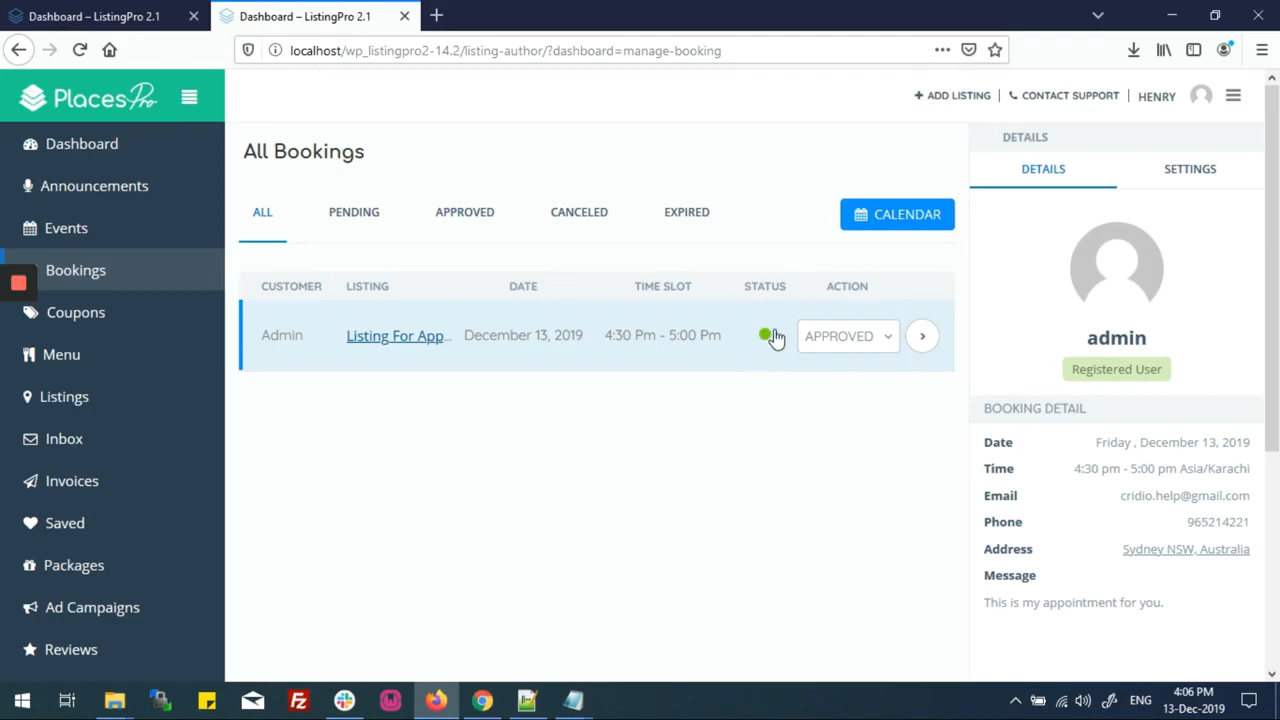 Dashboard – ListingPro 2.1
Dashboard – ListingPro 2.1
localhost/wp_listingpro2-14.2/listing-author/?dashboard=manage-booking
PlacesPro
ADD LISTING
CONTACT SUPPORT
HENRY
Dashboard
Announcements
Events
Bookings
Coupons
Menu
Listings
Inbox
Invoices
Saved
Packages
Ad Campaigns
Reviews
All Bookings
ALL
PENDING
APPROVED
CANCELED
EXPIRED
CALENDAR
CUSTOMER LISTING DATE TIME SLOT STATUS ACTION
Admin Listing For App... December 13, 2019 4:30 Pm - 5:00 Pm APPROVED
DETAILS
DETAILS SETTINGS
admin
Registered User
BOOKING DETAIL
Date Friday , December 13, 2019
Time 4:30 pm - 5:00 pm Asia/Karachi
Email cridio.help@gmail.com
Phone 965214221
Address Sydney NSW, Australia
Message
This is my appointment for you.
ENG
4:06 PM
13-Dec-2019